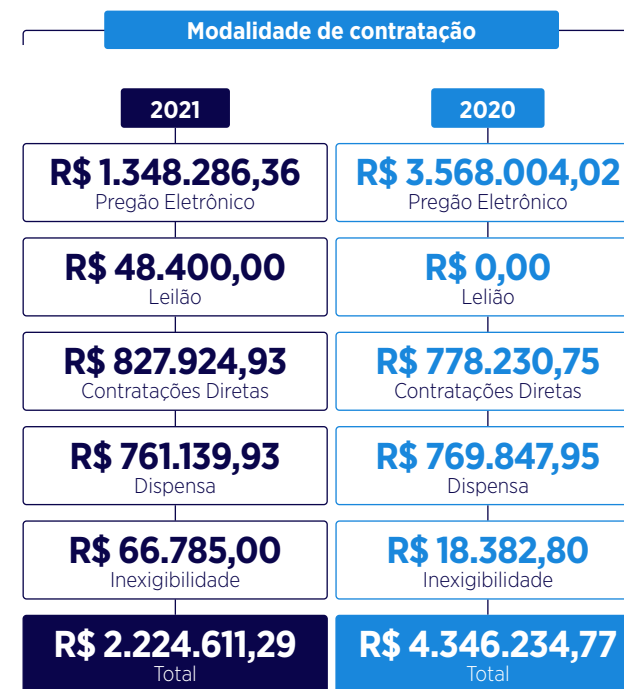 Modalidade de contratação
2021
R$ 1.348.286,36
Pregão Eletrônico
R$ 48.400,00
Leilão
R$ 827.924,93
Contratações Diretas
R$ 761.139,93
Dispensa
R$ 66.785,00
Inexigibilidade
R$ 2.224.611,29
Total
2020
R$ 3.568.004,02
Pregão Eletrônico
R$ 0,00
Lelião
R$ 778.230,75
Contratações Diretas
R$ 769.847,95
Dispensa
R$ 18.382,80
Inexigibilidade
R$ 4.346.234,77
Total